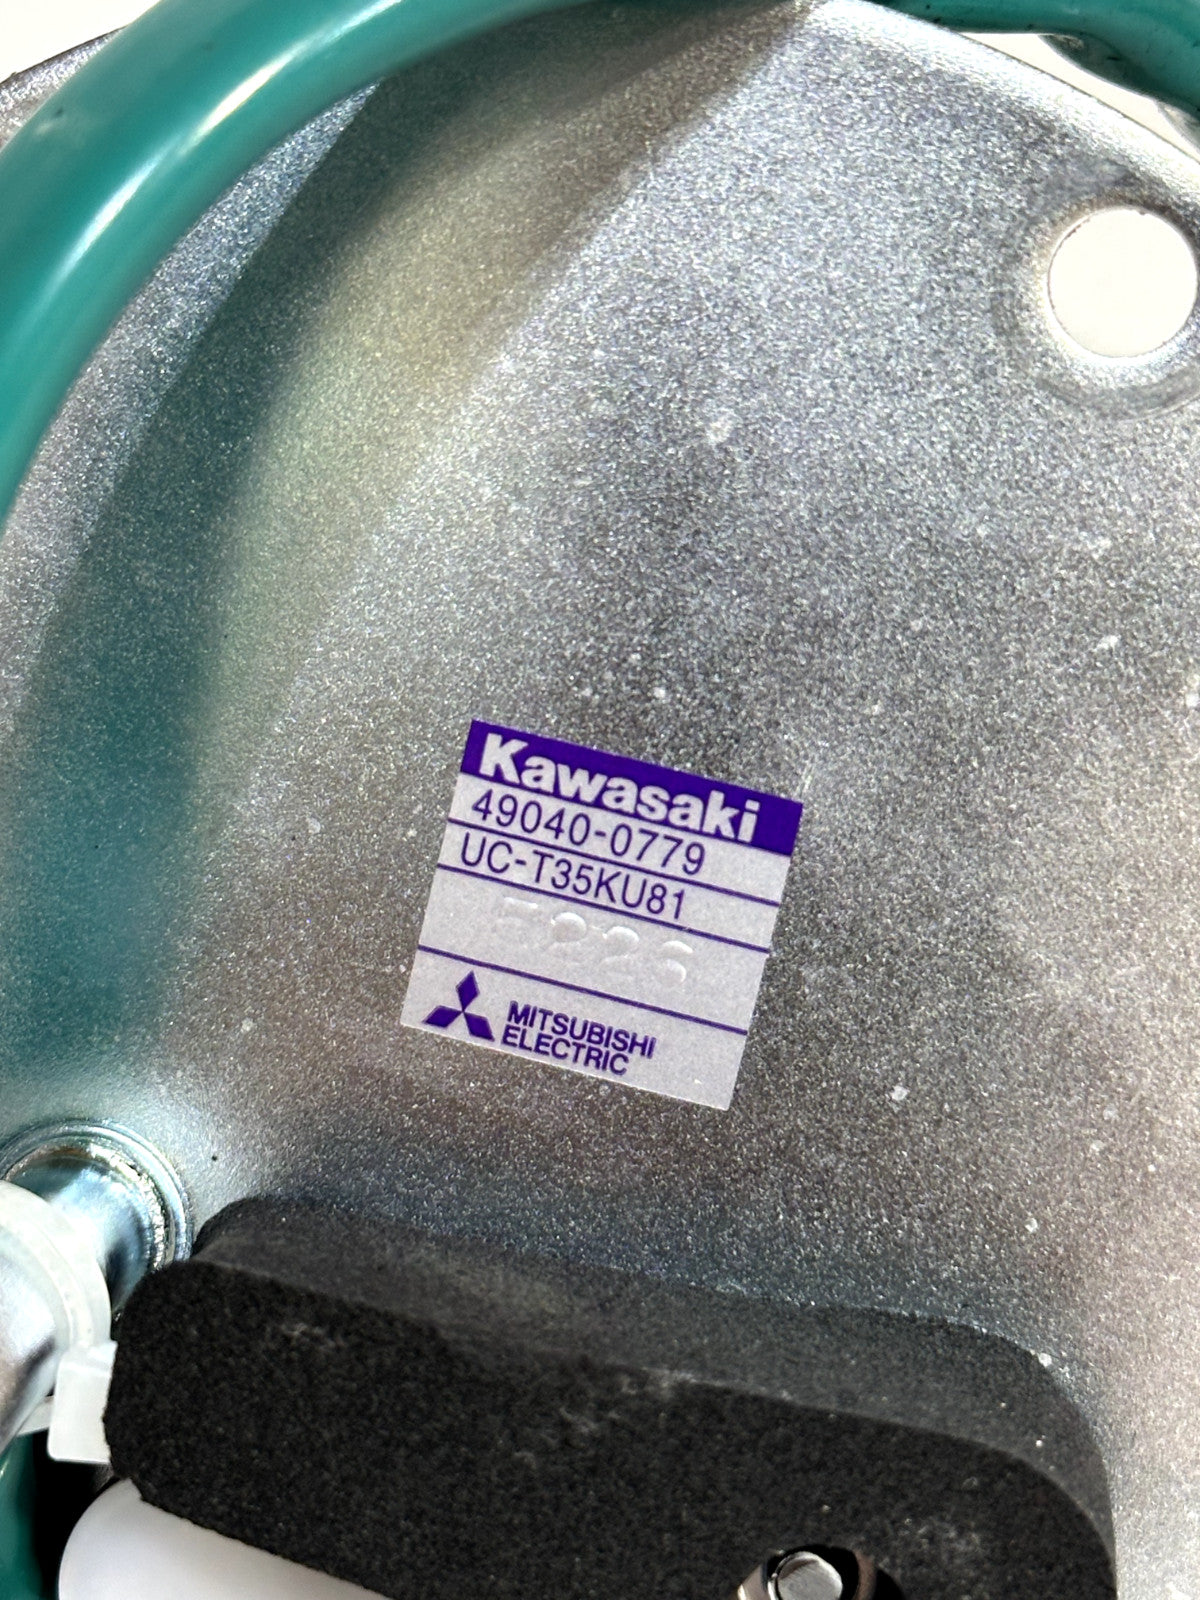 Kawasaki
49040-0779
UC-T35KU81
MITSUBISHI
ELECTRIC